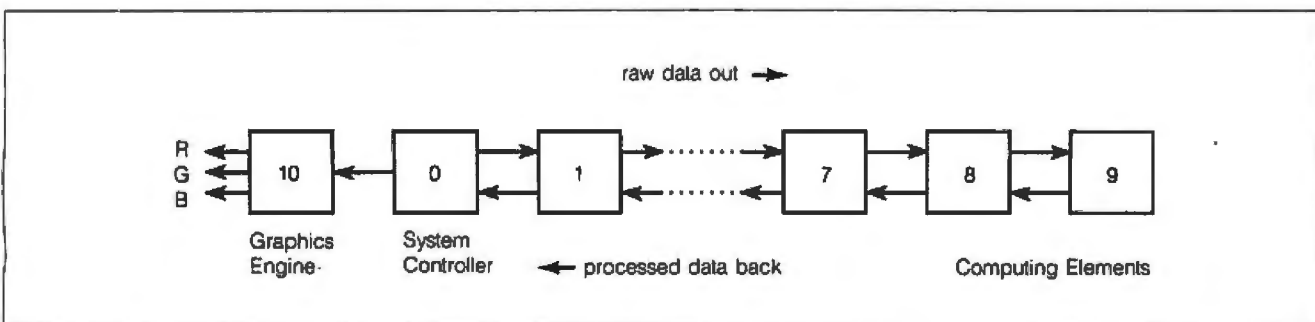 raw data out
R
G
B
10
0
1
7
8
9
Graphics
Engine
System
Controller
processed data back
Computing Elements